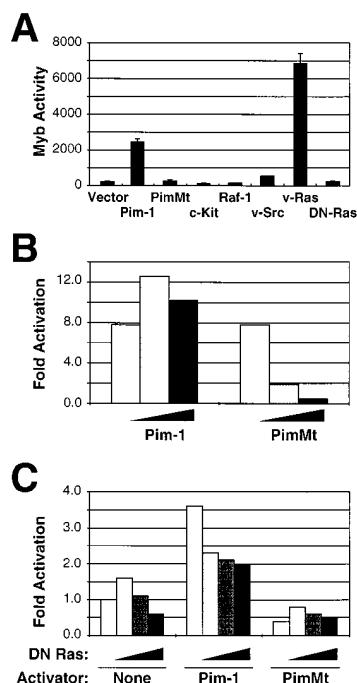 A
Myb Activity
8000
6000
4000
2000
0
Vector PimMt Raf-1 v-Ras
Pim-1 c-Kit v-Src DN-Ras
B
Fold Activation
12.0
8.0
4.0
0.0
Pim-1 PimMt
C
Fold Activation
4.0
3.0
2.0
1.0
0.0
DN Ras:
Activator: None Pim-1 PimMt